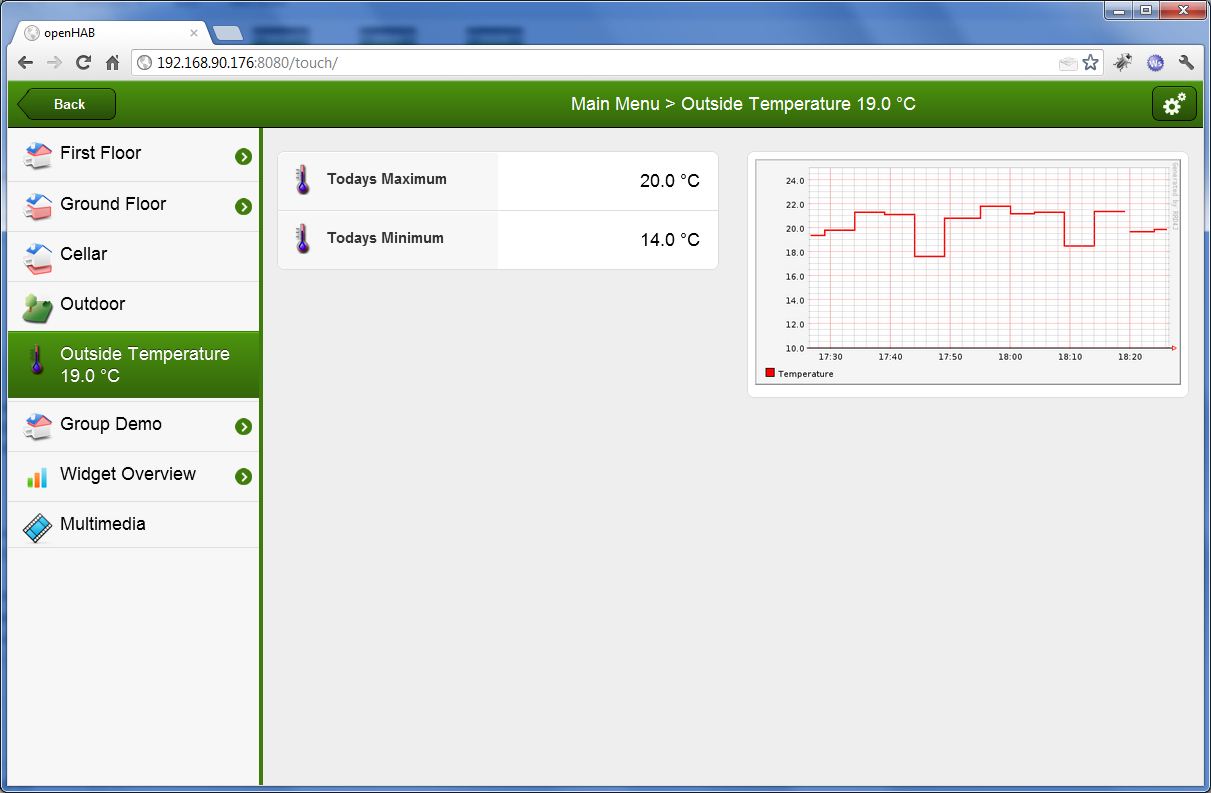 openHAB
192.168.90.176:8080/touch/
Back
Main Menu > Outside Temperature 19.0 °C
First Floor
Ground Floor
Cellar
Outdoor
Outside Temperature
19.0 °C
Group Demo
Widget Overview
Multimedia
Todays Maximum
20.0 °C
Todays Minimum
14.0 °C
24.0
22.0
20.0
18.0
16.0
14.0
12.0
10.0
17:30 17:40 17:50 18:00 18:10 18:20
Temperature
Generated by RRD4J
Ws